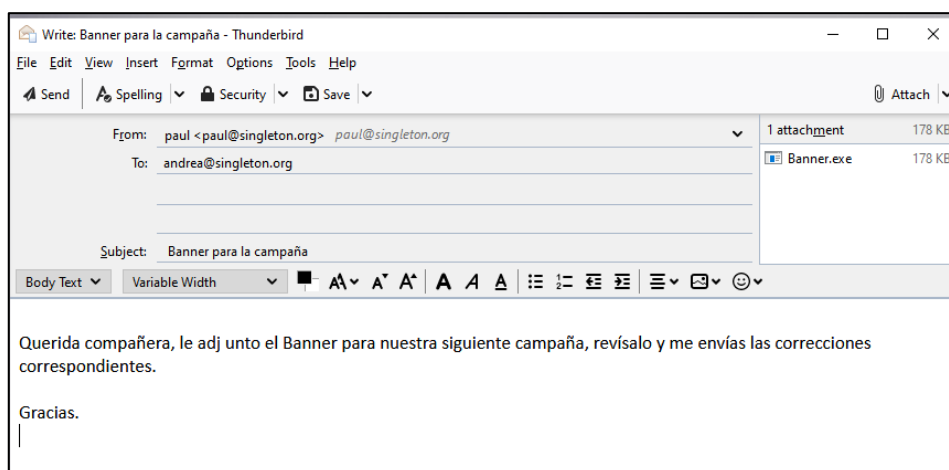 Write: Banner para la campaña - Thunderbird
File Edit View Insert Format Options Tools Help
Send Spelling Security Save Attach
From: paul <paul@singleton.org> paul@singleton.org
1 attachment 178 KB
To: andrea@singleton.org
Banner.exe 178 KB
Subject: Banner para la campaña
Body Text Variable Width
Querida compañera, le adj unto el Banner para nuestra siguiente campaña, revísalo y me envías las correcciones
correspondientes.
Gracias.